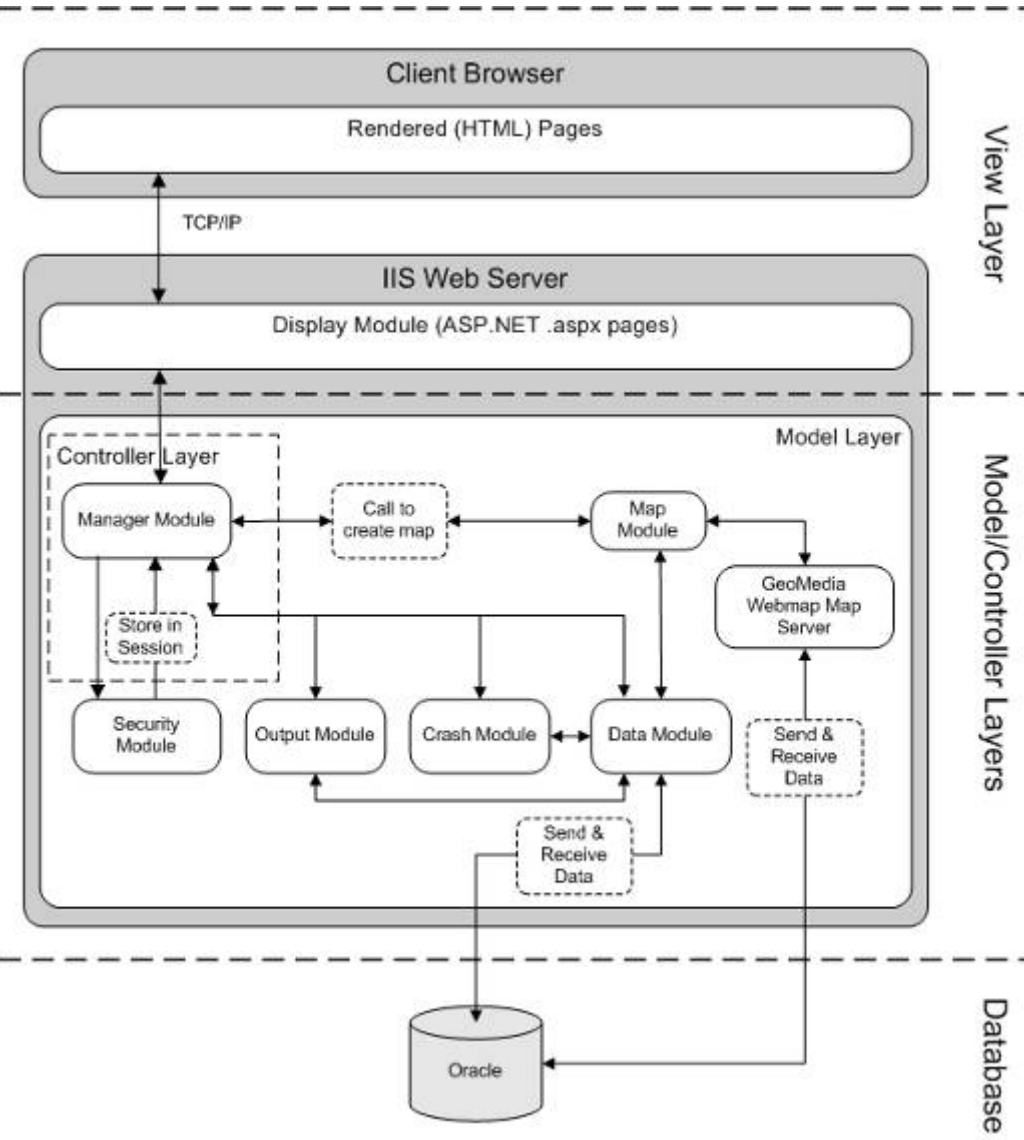 Client Browser
Rendered (HTML) Pages
View Layer
TCP/IP
IIS Web Server
Display Module (ASP.NET .aspx pages)
Model Layer
Controller Layer
Manager Module
Call to
create map
Map
Module
Model/Controller Layers
GeoMedia
Webmap Map
Server
Store in
Session
Security
Module
Output Module
Crash Module
Data Module
Send &
Receive
Data
Send &
Receive
Data
Database
Oracle